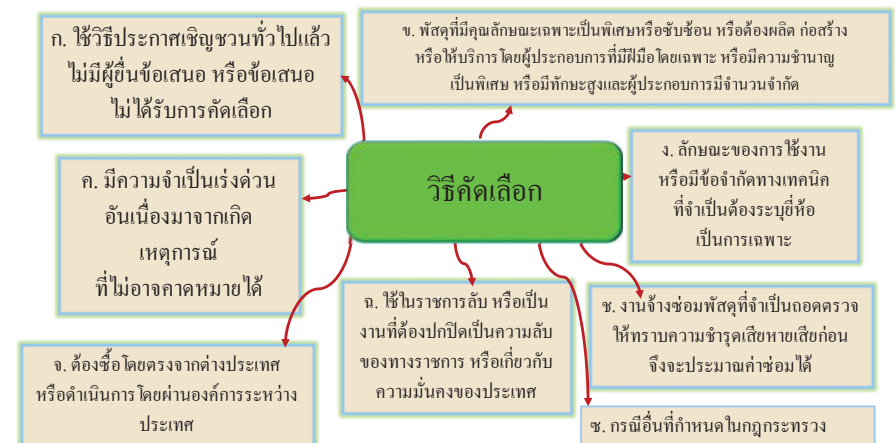 ก. ใช้วิธีประกาศเชิญชวนทั่วไปแล้ว
ไม่มีผู้ยื่นข้อเสนอ หรือข้อเสนอ
ไม่ได้รับการคัดเลือก
ข. พัสดุที่มีคุณลักษณะเฉพาะเป็นพิเศษหรือซับซ้อน หรือต้องผลิต ก่อสร้าง
หรือให้บริการโดยผู้ประกอบการที่มีฝีมือโดยเฉพาะ หรือมีความชำนาญ
เป็นพิเศษ หรือมีทักษะสูงและผู้ประกอบการมีจำนวนจำกัด
วิธีคัดเลือก
ค. มีความจำเป็นเร่งด่วน
อันเนื่องมาจากเกิด
เหตุการณ์
ที่ไม่อาจคาดหมายได้
ง. ลักษณะของการใช้งาน
หรือมีข้อจำกัดทางเทคนิค
ที่จำเป็นต้องระบุยี่ห้อ
เป็นการเฉพาะ
จ. ต้องซื้อโดยตรงจากต่างประเทศ
หรือดำเนินการโดยผ่านองค์การระหว่าง
ประเทศ
ฉ. ใช้ในราชการลับ หรือเป็น
งานที่ต้องปกปิดเป็นความลับ
ของทางราชการ หรือเกี่ยวกับ
ความมั่นคงของประเทศ
ช. งานจ้างซ่อมพัสดุที่จำเป็นถอดตรวจ
ให้ทราบความชำรุดเสียหายเสียก่อน
จึงจะประมาณค่าซ่อมได้
ซ. กรณีอื่นที่กำหนดในกฎกระทรวง